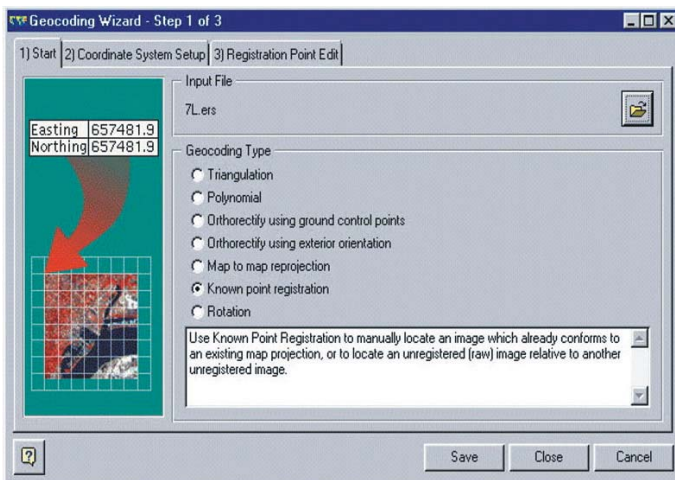 Geocoding Wizard - Step 1 of 3
1) Start
2) Coordinate System Setup
3) Registration Point Edit
Easting 657481.9
Northing 657481.9
Input File
7L.ers
Geocoding Type
Triangulation
Polynomial
Orthorectify using ground control points
Orthorectify using exterior orientation
Map to map reprojection
Known point registration
Rotation
Use Known Point Registration to manually locate an image which already conforms to
an existing map projection, or to locate an unregistered (raw) image relative to another
unregistered image.
Save
Close
Cancel